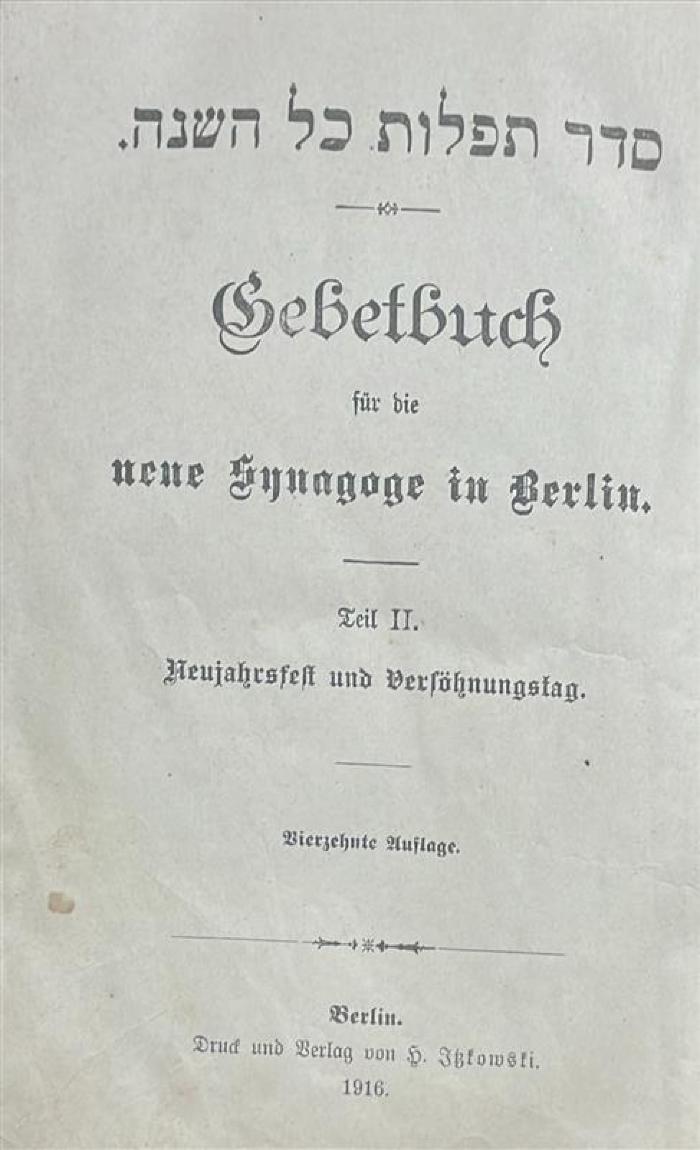 סדר תפלות כל השנה.
Gebetbuch
für die
neue Synagoge in Berlin.
Teil II.
Neujahrsfest und Versöhnungstag.
Vierzehnte Auflage.
Berlin.
Druck und Verlag von H. Itzkowski.
1916.